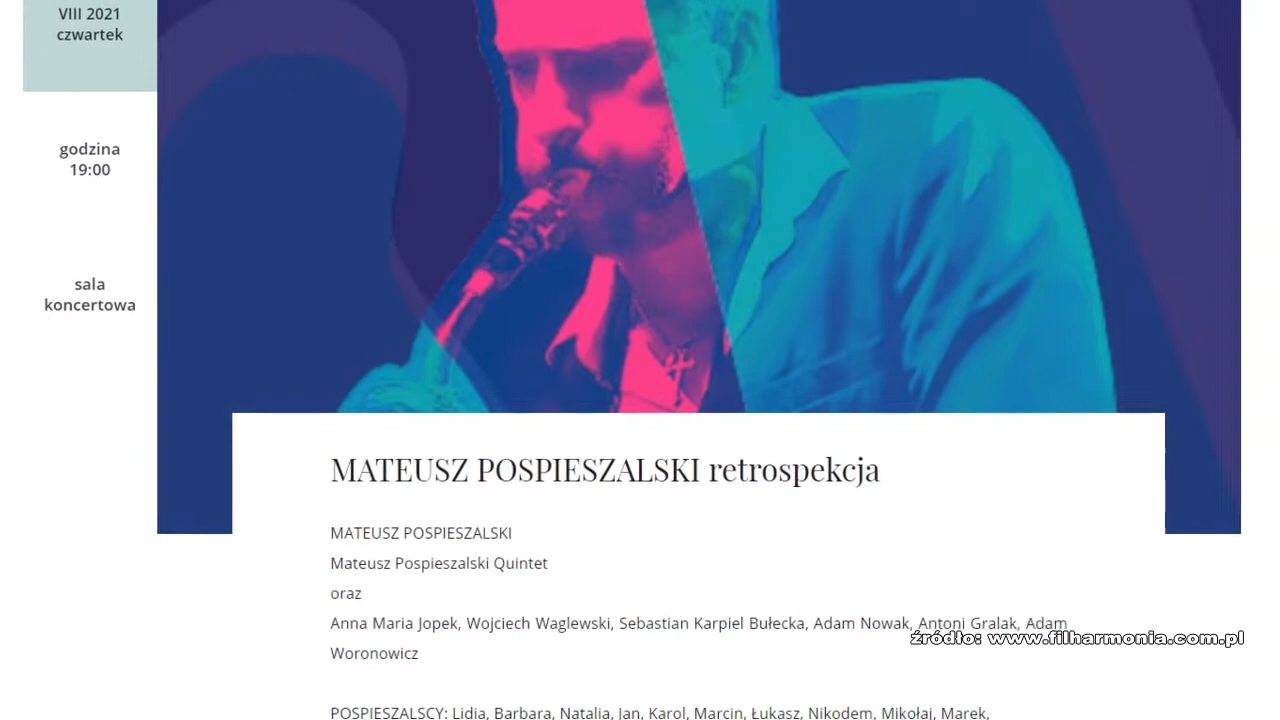 VIII 2021
czwartek
godzina
19:00
sala
koncertowa
MATEUSZ POSPIESZALSKI retrospekcja
MATEUSZ POSPIESZALSKI
Mateusz Pospieszalski Quintet
oraz
Anna Maria Jopek, Wojciech Waglewski, Sebastian Karpiel Bułecka, Adam Nowak, Antoni Gralak, Adam
Woronowicz
źródło: www.filharmonia.com.pl
POSPIESZALSCY: Lidia, Barbara, Natalia, Jan, Karol, Marcin, Łukasz, Nikodem, Mikołaj, Marek,